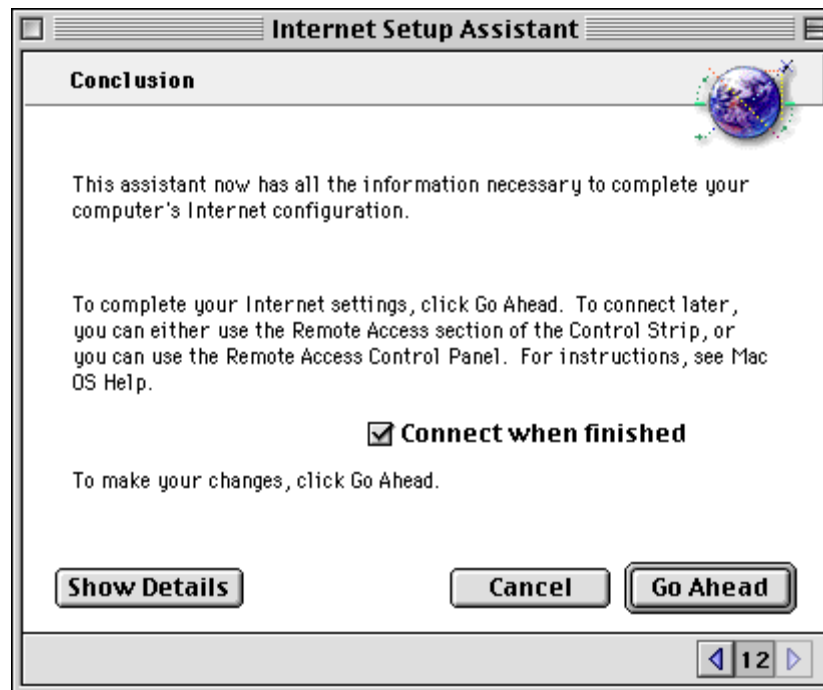 Internet Setup Assistant
Conclusion
This assistant now has all the information necessary to complete your
computer's Internet configuration.
To complete your Internet settings, click Go Ahead.  To connect later,
you can either use the Remote Access section of the Control Strip, or
you can use the Remote Access Control Panel.  For instructions, see Mac
OS Help.
Connect when finished
To make your changes, click Go Ahead.
Show Details
Cancel
Go Ahead
12